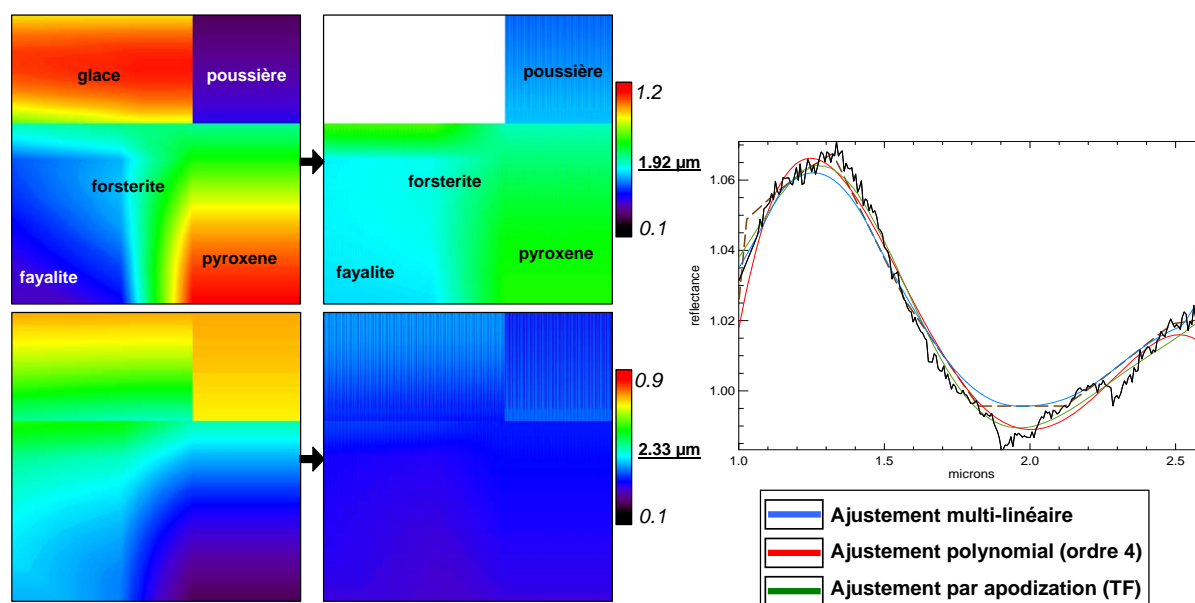 glace
poussière
forsterite
fayalite
pyroxene
poussière
forsterite
fayalite
pyroxene
1.2
1.92 µm
0.1
0.9
2.33 µm
0.1
1.06
1.04
1.02
1.00
0.98
reflectance
1.0 1.5 2.0 2.5
microns
Ajustement multi-linéaire
Ajustement polynomial (ordre 4)
Ajustement par apodization (TF)